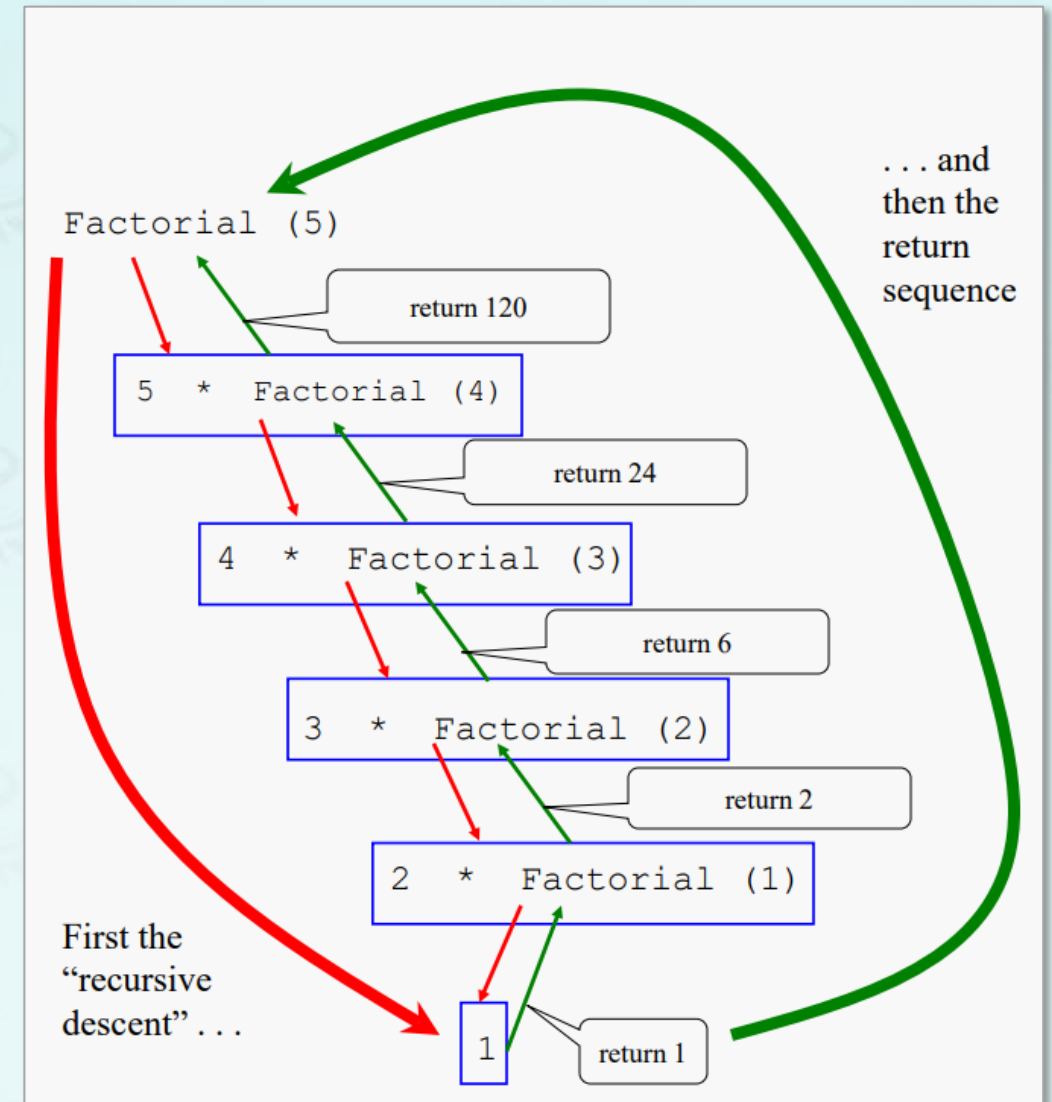 . . . and
then the
return
sequence
Factorial (5)
return 120
5 * Factorial (4)
return 24
4 * Factorial (3)
return 6
3 * Factorial (2)
return 2
2 * Factorial (1)
First the
“recursive
descent” . . .
1
return 1